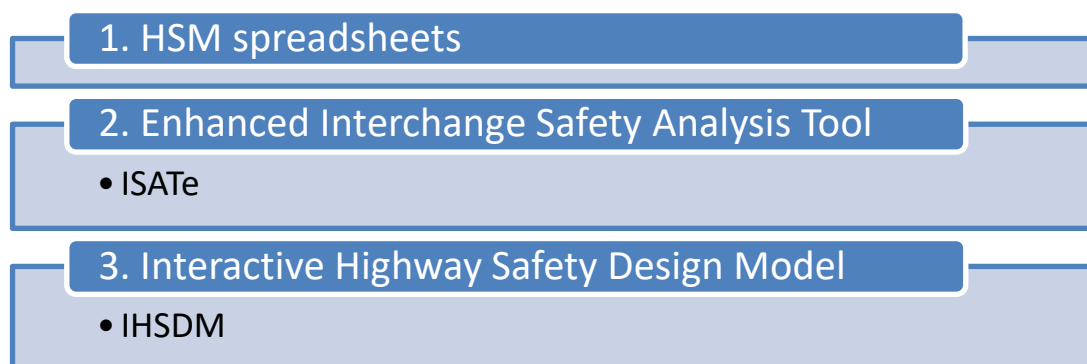 1. HSM spreadsheets
2. Enhanced Interchange Safety Analysis Tool
• ISATe
3. Interactive Highway Safety Design Model
• IHSDM